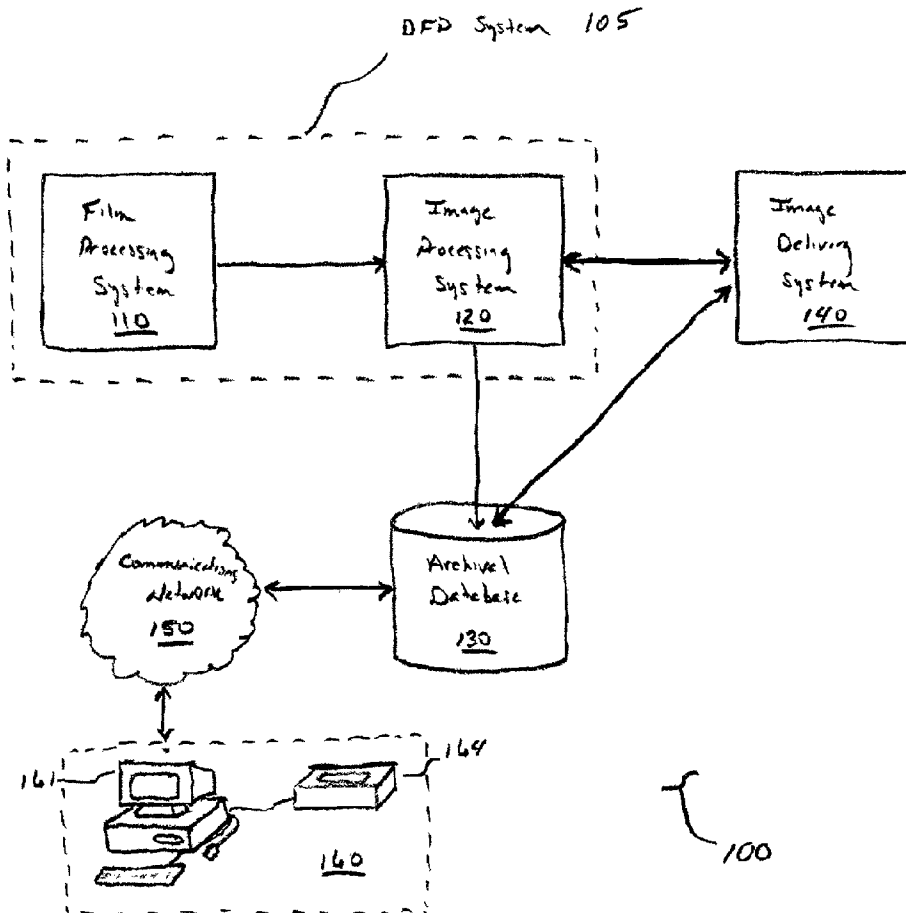 DFD System 105
Film
Processing
System
110
Image
Processing
System
120
Image
Delivery
System
140
Communications
Network
150
Archival
Database
130
161
164
160
100